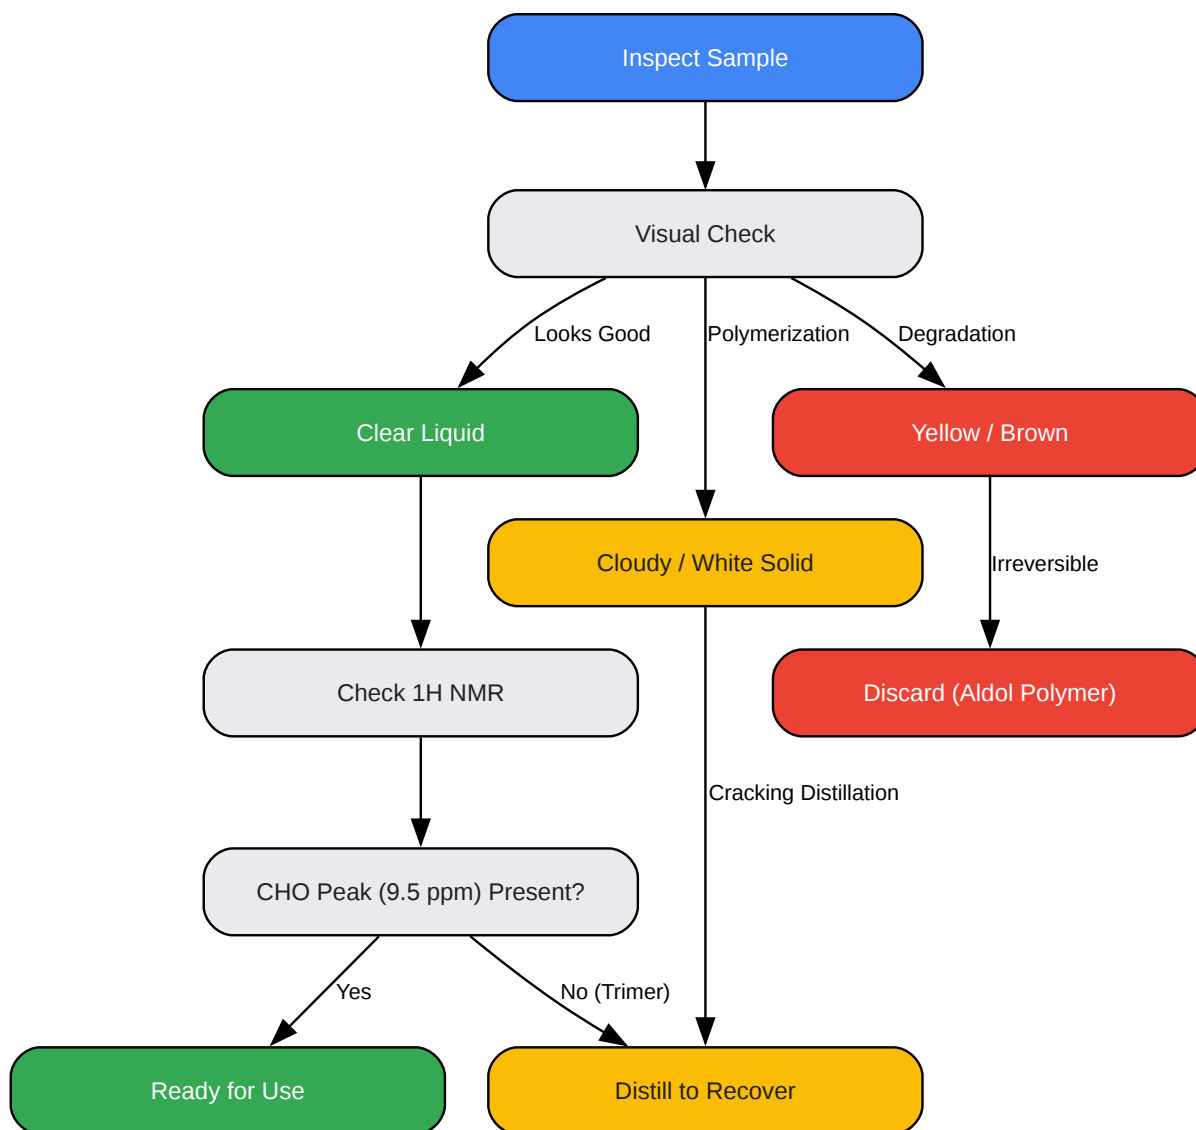 Inspect Sample
Visual Check
Looks Good
Polymerization
Degradation
Clear Liquid
Yellow / Brown
Cloudy / White Solid
Irreversible
Check 1H NMR
Discard (Aldol Polymer)
Cracking Distillation
CHO Peak (9.5 ppm) Present?
Yes
No (Trimer)
Ready for Use
Distill to Recover